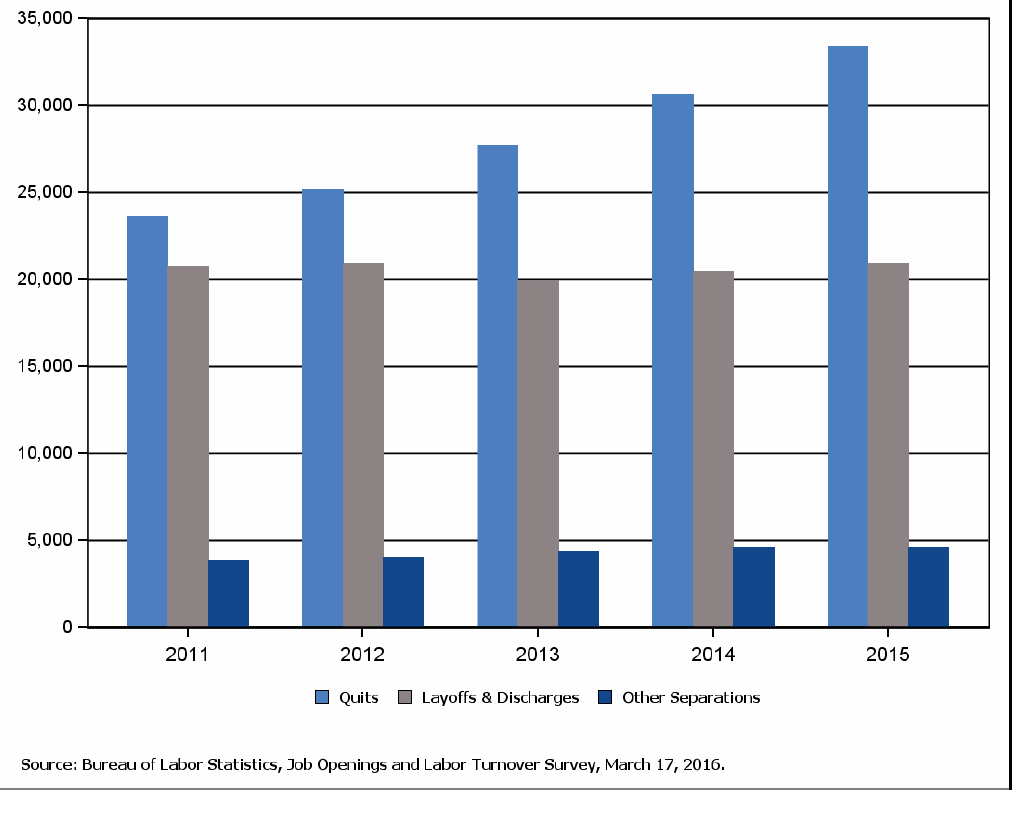 35,000
30,000
25,000
20,000
15,000
10,000
5,000
0
2011 2012 2013 2014 2015
Quits Layoffs & Discharges Other Separations
Source: Bureau of Labor Statistics, Job Openings and Labor Turnover Survey, March 17, 2016.